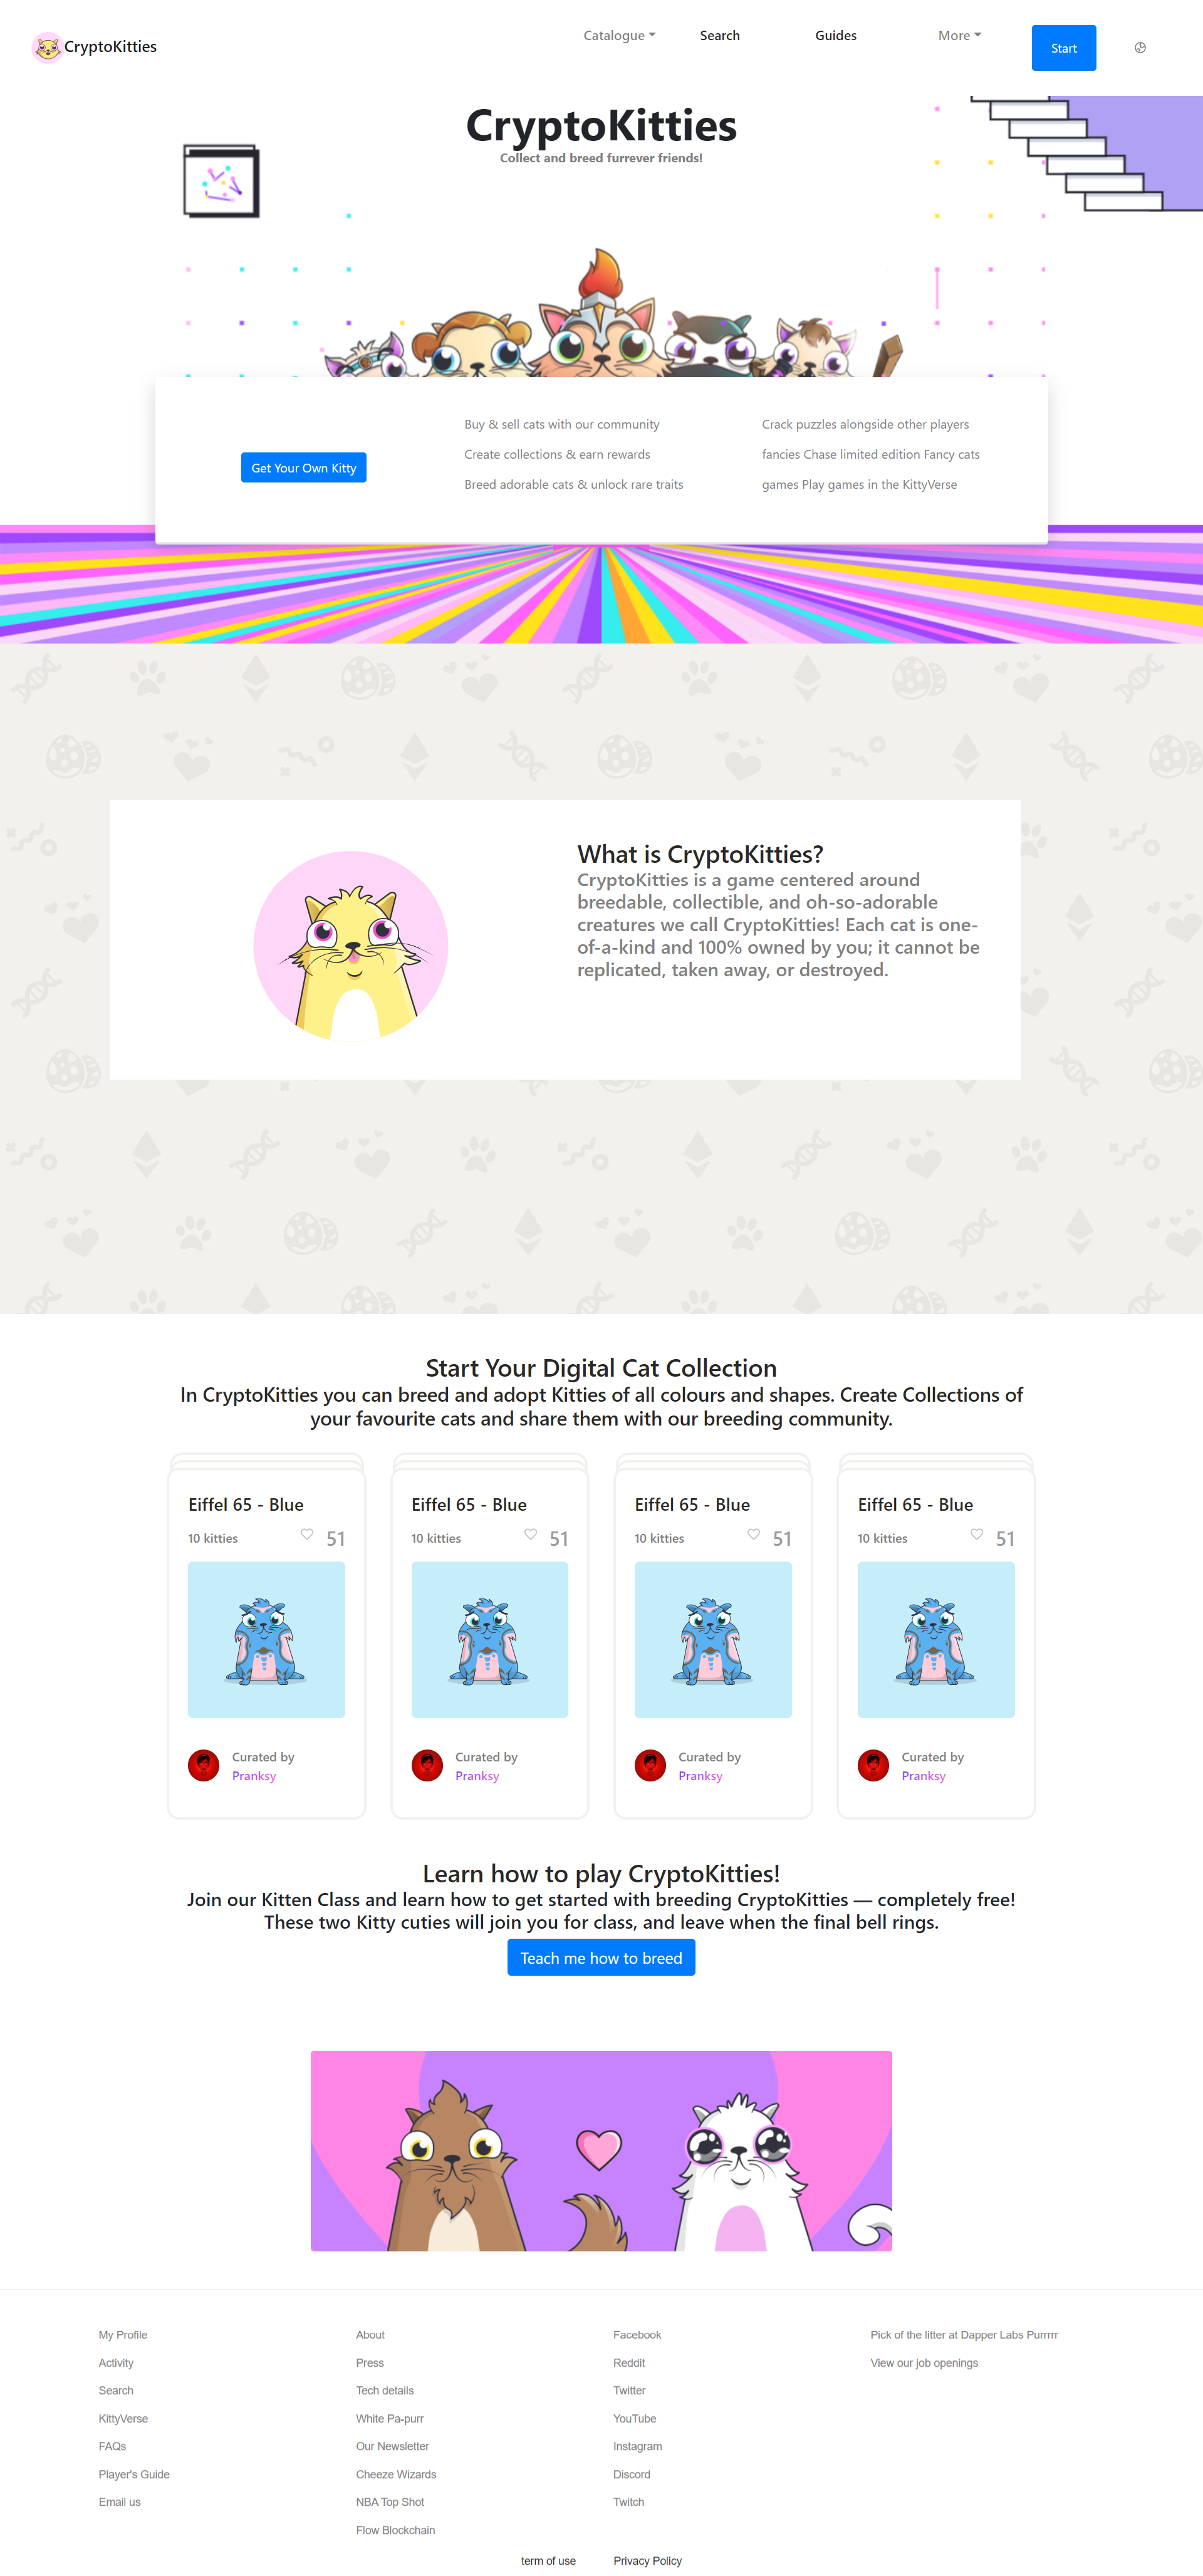 CryptoKitties
Catalogue
Search
Guides
More
Start
CryptoKitties
Collect and breed furrever friends!
Get Your Own Kitty
Buy & sell cats with our community
Create collections & earn rewards
Breed adorable cats & unlock rare traits
Crack puzzles alongside other players
fancies Chase limited edition Fancy cats
games Play games in the KittyVerse
What is CryptoKitties?
CryptoKitties is a game centered around
breedable, collectible, and oh-so-adorable
creatures we call CryptoKitties! Each cat is one-
of-a-kind and 100% owned by you; it cannot be
replicated, taken away, or destroyed.
Start Your Digital Cat Collection
In CryptoKitties you can breed and adopt Kitties of all colours and shapes. Create Collections of
your favourite cats and share them with our breeding community.
Eiffel 65 - Blue
10 kitties 51
Curated by
Pranksy
Eiffel 65 - Blue
10 kitties 51
Curated by
Pranksy
Eiffel 65 - Blue
10 kitties 51
Curated by
Pranksy
Eiffel 65 - Blue
10 kitties 51
Curated by
Pranksy
Learn how to play CryptoKitties!
Join our Kitten Class and learn how to get started with breeding CryptoKitties — completely free!
These two Kitty cuties will join you for class, and leave when the final bell rings.
Teach me how to breed
My Profile
Activity
Search
KittyVerse
FAQs
Player's Guide
Email us
About
Press
Tech details
White Pa-purr
Our Newsletter
Cheeze Wizards
NBA Top Shot
Flow Blockchain
Facebook
Reddit
Twitter
YouTube
Instagram
Discord
Twitch
Pick of the litter at Dapper Labs Purrrrr
View our job openings
term of use
Privacy Policy